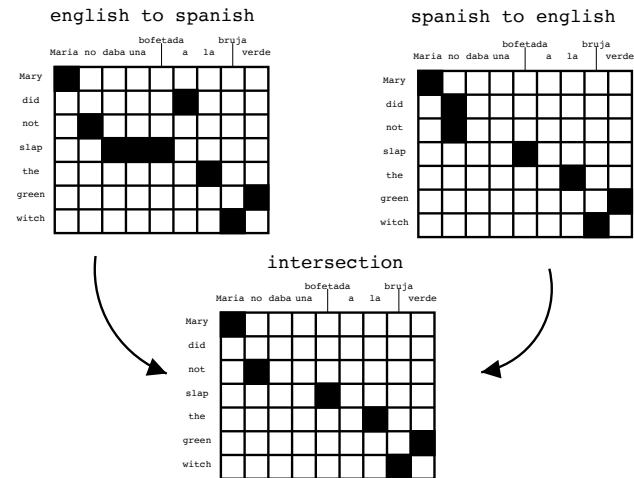 english to spanish
bofetada bruja
Maria no daba una a la verde
Mary
did
not
slap
the
green
witch
spanish to english
bofetada bruja
Maria no daba una a la verde
Mary
did
not
slap
the
green
witch
intersection
bofetada bruja
Maria no daba una a la verde
Mary
did
not
slap
the
green
witch